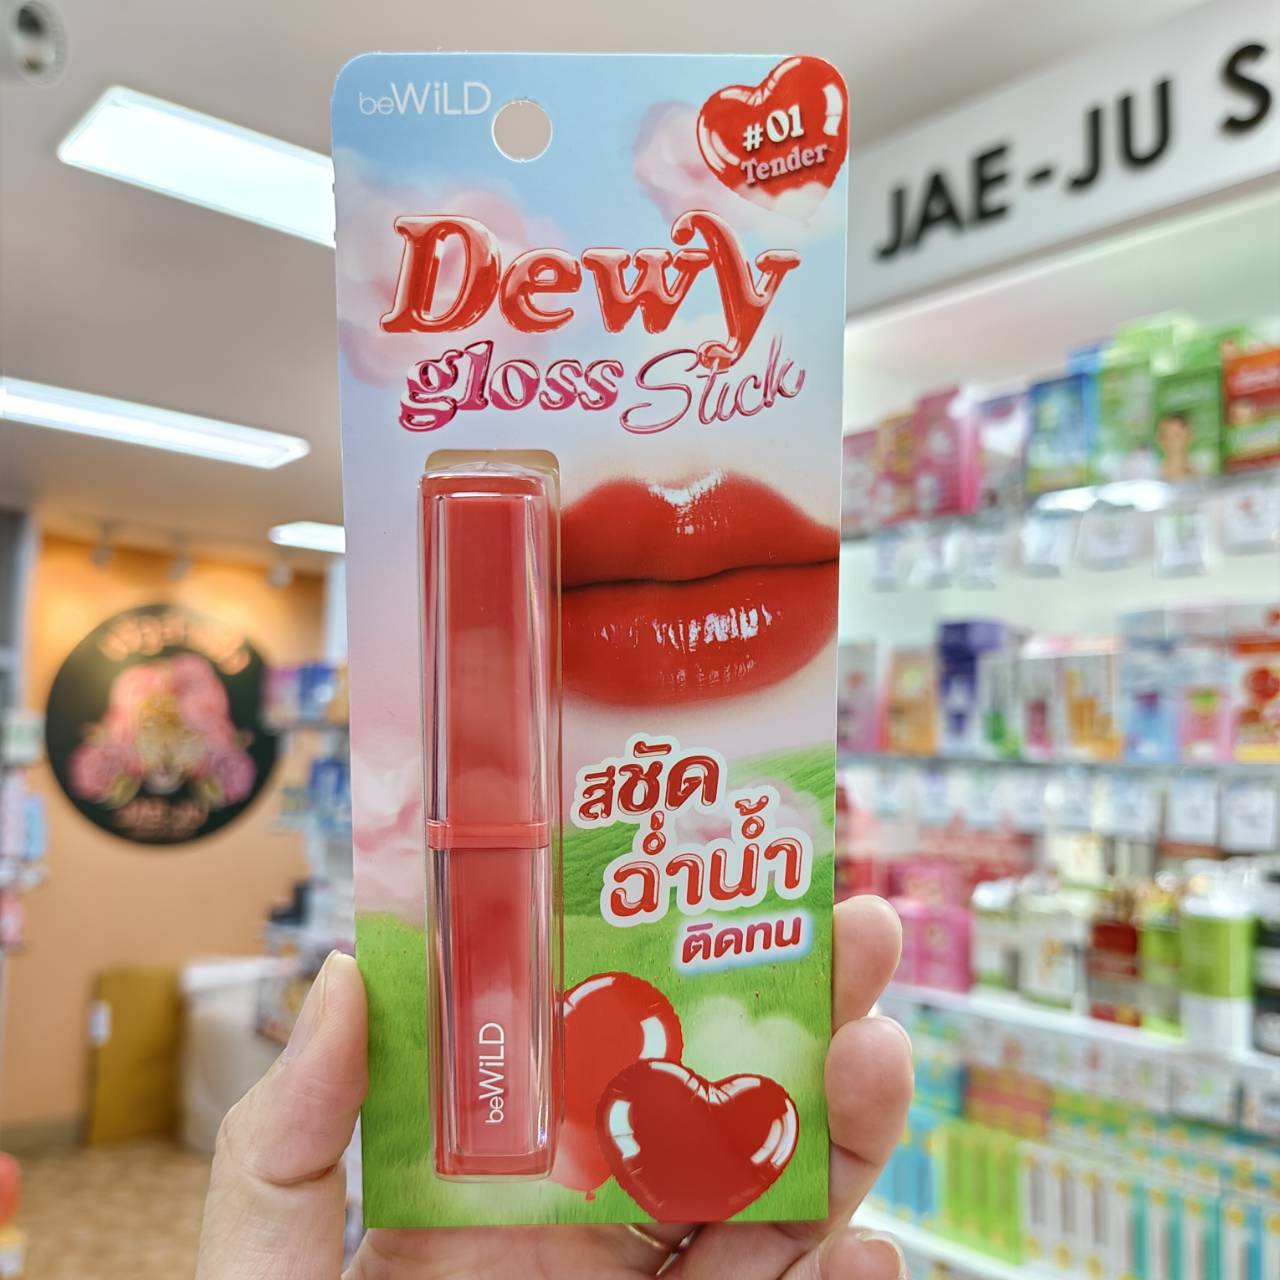 beWiLD
#01
Tender
Dewy
gloss Stick
สีชัด
ฉ่ำน้ำ
ติดทน
beWiLD
JAE-JU S